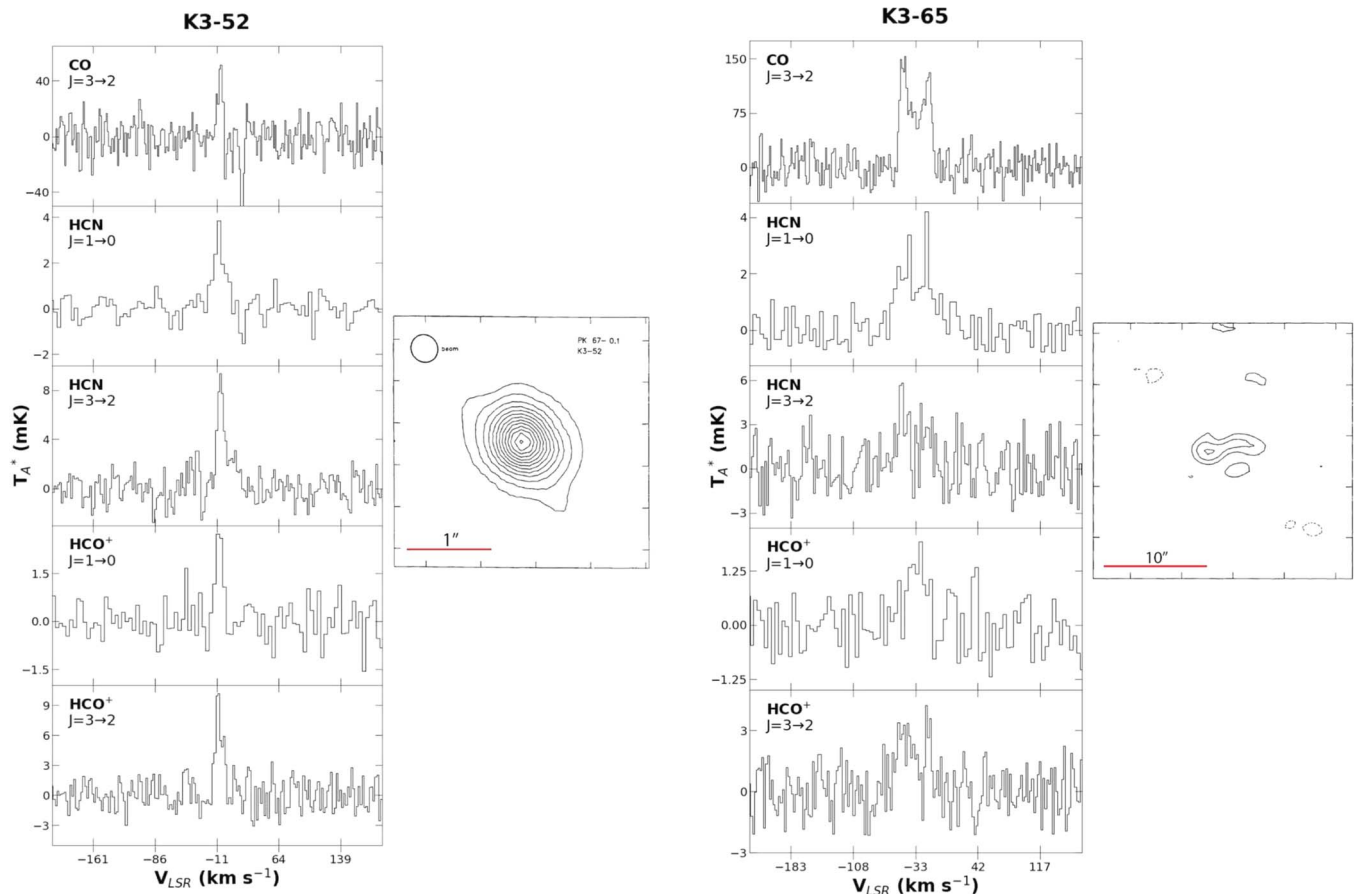 K3-52
CO
J=3→2
40
0
−40
HCN
J=1→0
4
2
0
−2
HCN
J=3→2
8
4
0
HCO⁺
J=1→0
1.5
0.0
−1.5
HCO⁺
J=3→2
9
6
3
0
−3
−161 −86 −11 64 139
V_LSR (km s⁻¹)
T_A* (mK)
beam
PK 67- 0.1
K3-52
1″
K3-65
CO
J=3→2
150
75
0
HCN
J=1→0
4
2
0
HCN
J=3→2
6
3
0
−3
HCO⁺
J=1→0
1.25
0.00
−1.25
HCO⁺
J=3→2
3
0
−3
−183 −108 −33 42 117
V_LSR (km s⁻¹)
T_A* (mK)
10″